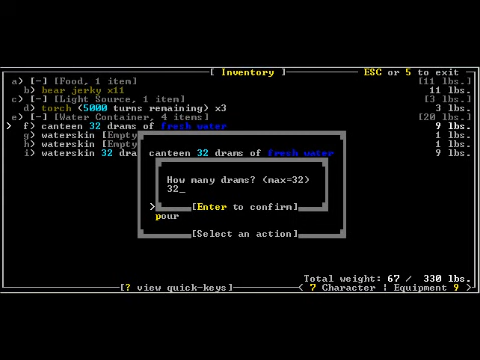 [ Inventory ] ESC or 5 to exit
a) [-] [Food, 1 item] [11 lbs.]
b) bear jerky x11 11 lbs.
c) [-] [Light Source, 1 item] [3 lbs.]
d) torch (5000 turns remaining) x3 3 lbs.
e) [-] [Water Container, 4 items] [20 lbs.]
> f) canteen 32 drams of fresh water 9 lbs.
g) waterskin [Empty 1 lbs.
h) waterskin [Empty 1 lbs.
i) waterskin 32 dra 9 lbs.
canteen 32 drams of fresh water
How many drams? (max=32)
32_
[Enter to confirm]
> pour
[Select an action]
Total weight: 67 / 330 lbs.
[? view quick-keys] < 7 Character | Equipment 9 >